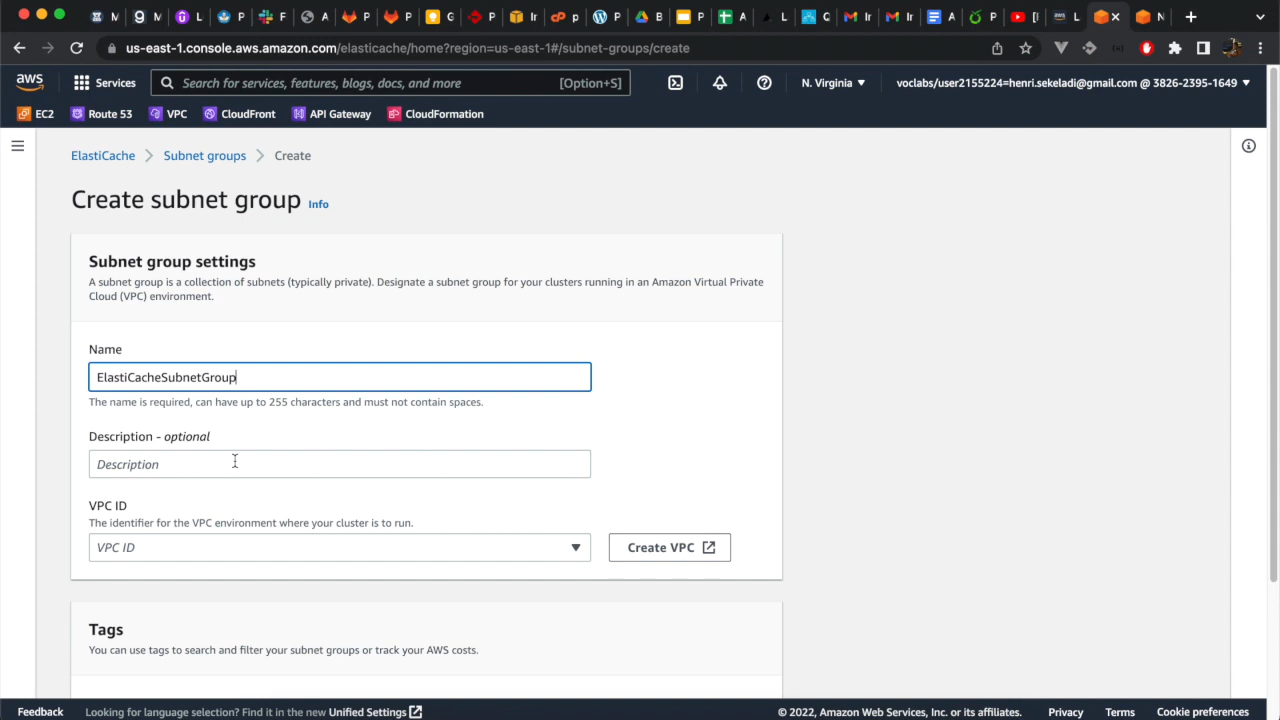 us-east-1.console.aws.amazon.com/elasticache/home?region=us-east-1#/subnet-groups/create
aws
Services
Search for services, features, blogs, docs, and more
[Option+S]
N. Virginia
voclabs/user2155224=henri.sekeladi@gmail.com @ 3826-2395-1649
EC2
Route 53
VPC
CloudFront
API Gateway
CloudFormation
ElastiCache
Subnet groups
Create
Create subnet group
Info
Subnet group settings
A subnet group is a collection of subnets (typically private). Designate a subnet group for your clusters running in an Amazon Virtual Private
Cloud (VPC) environment.
Name
ElastiCacheSubnetGroup
The name is required, can have up to 255 characters and must not contain spaces.
Description - optional
Description
VPC ID
The identifier for the VPC environment where your cluster is to run.
VPC ID
Create VPC
Tags
You can use tags to search and filter your subnet groups or track your AWS costs.
Feedback
Looking for language selection? Find it in the new Unified Settings
© 2022, Amazon Web Services, Inc. or its affiliates.
Privacy
Terms
Cookie preferences